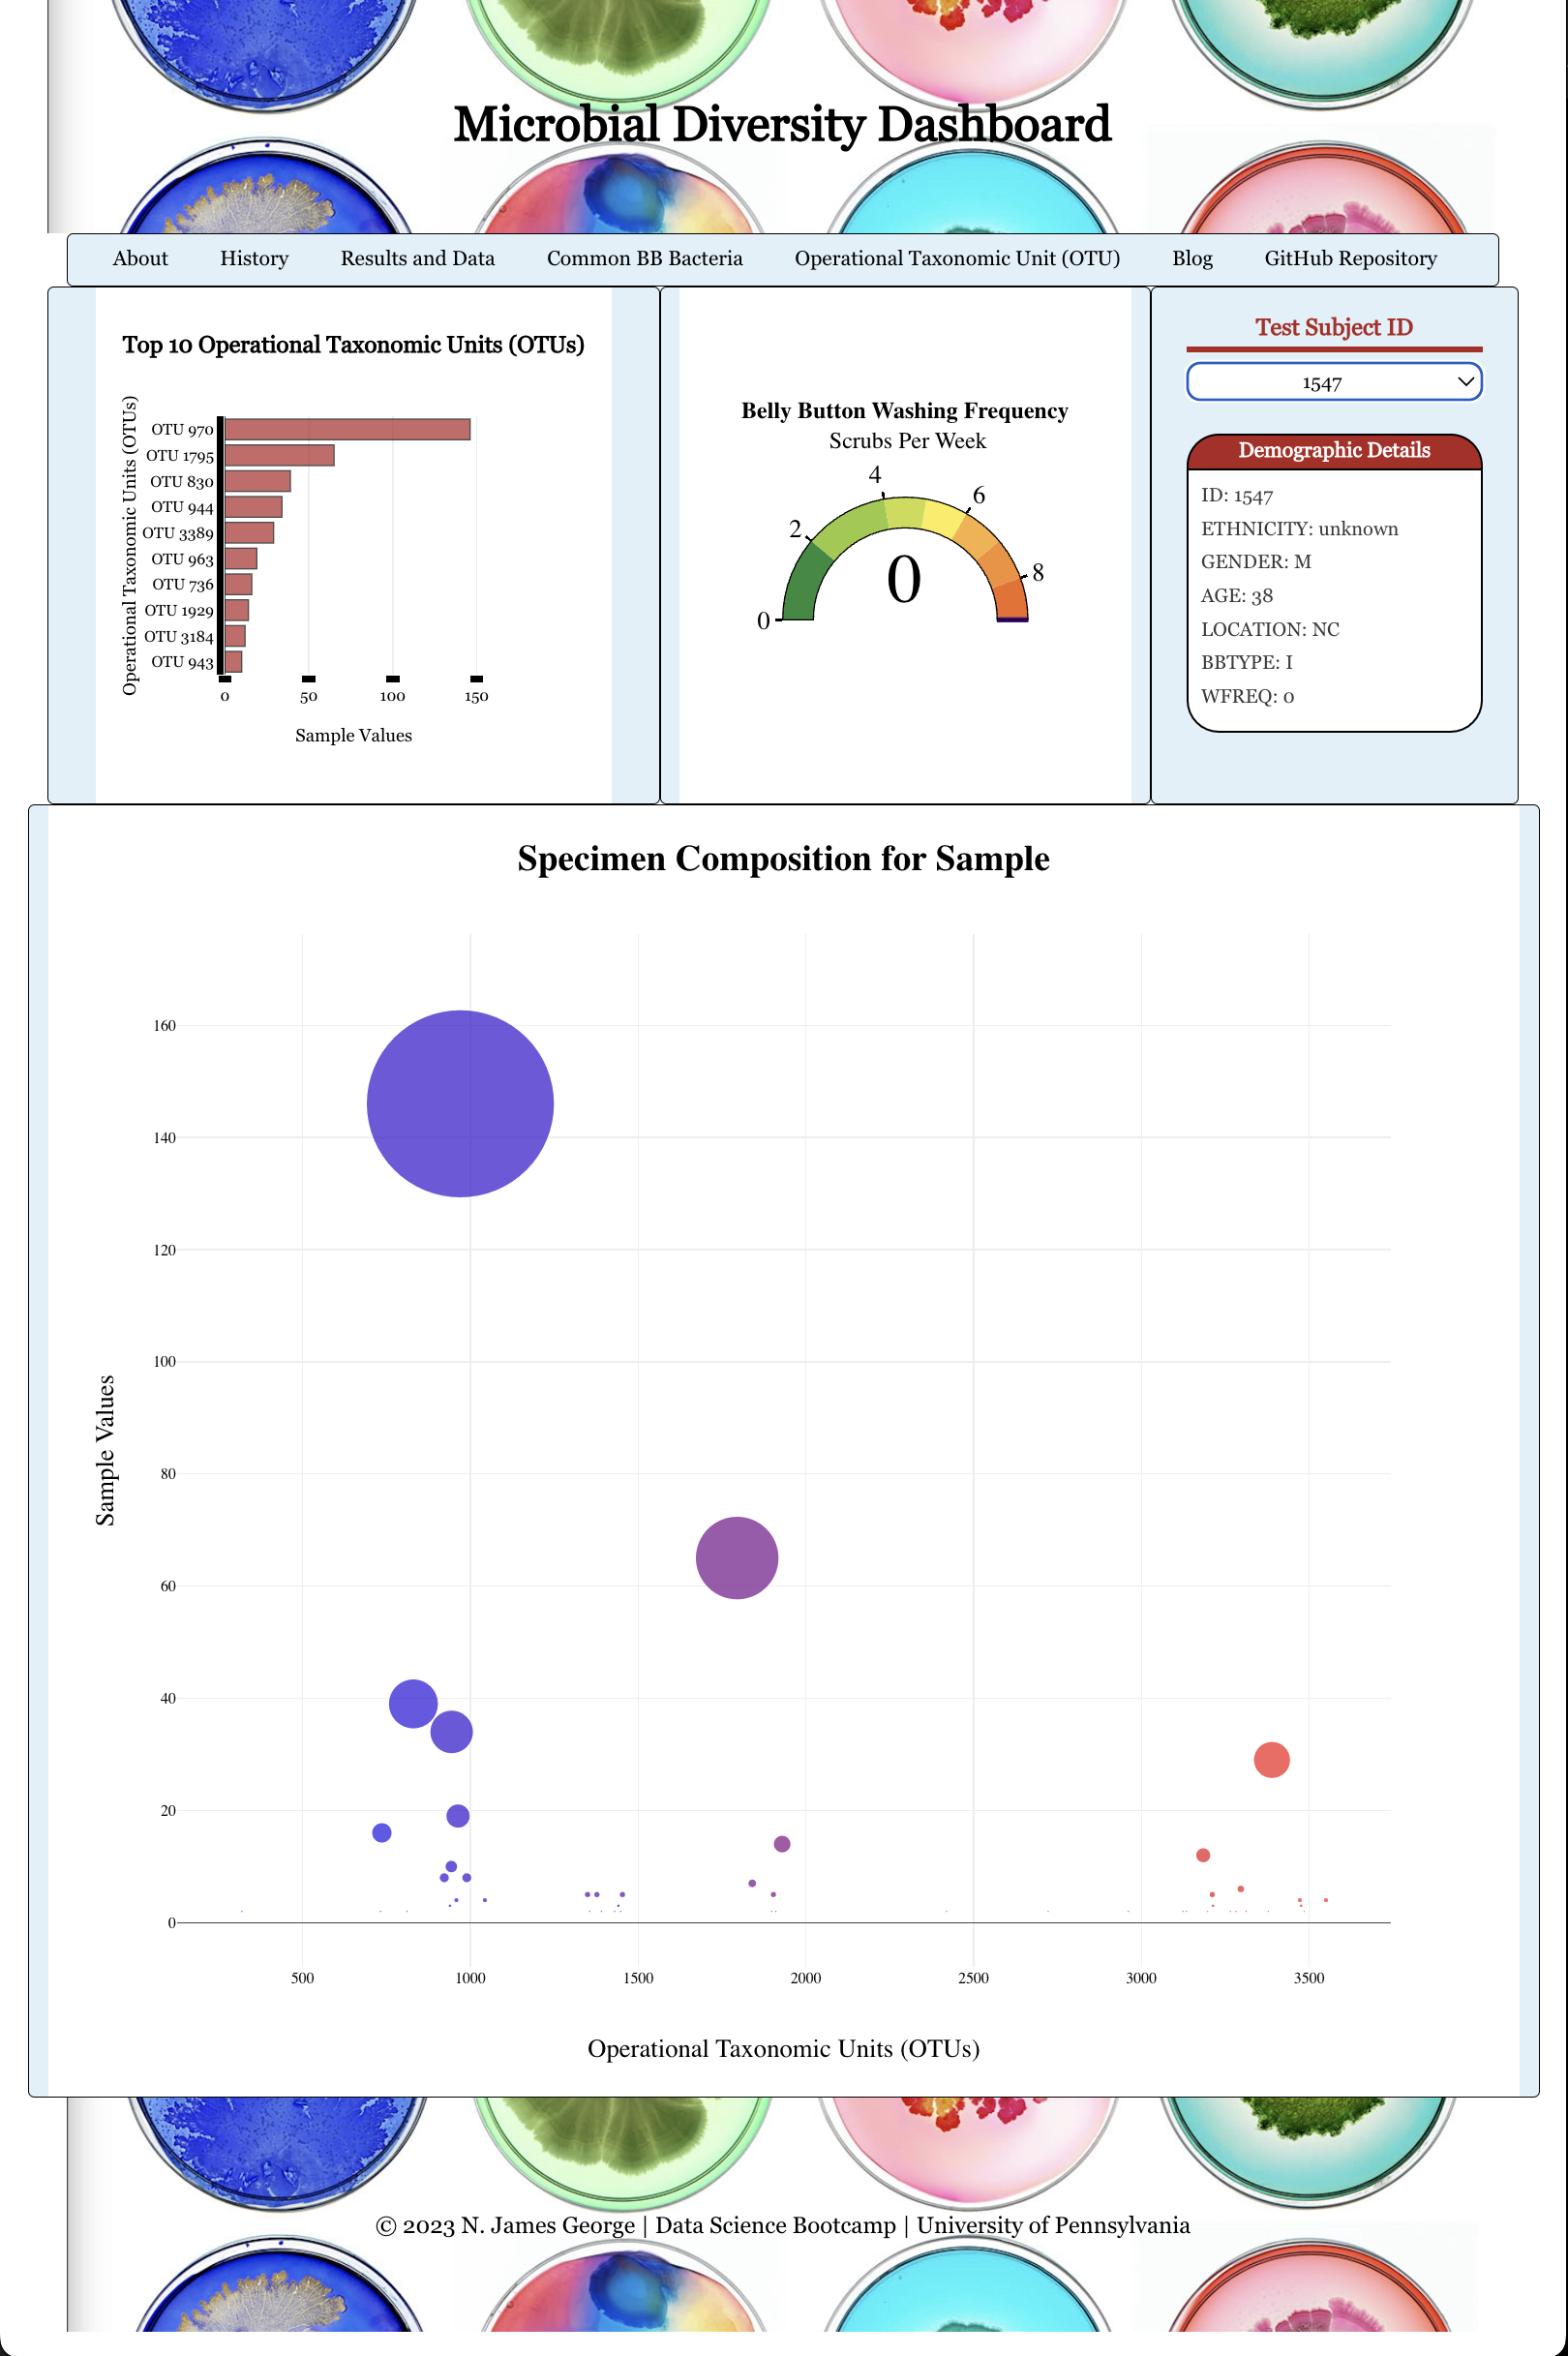 Microbial Diversity Dashboard
About History Results and Data Common BB Bacteria Operational Taxonomic Unit (OTU) Blog GitHub Repository
Top 10 Operational Taxonomic Units (OTUs)
Operational Taxonomic Units (OTUs)
OTU 970
OTU 1795
OTU 830
OTU 944
OTU 3389
OTU 963
OTU 736
OTU 1929
OTU 3184
OTU 943
0 50 100 150
Sample Values
Belly Button Washing Frequency
Scrubs Per Week
0
2
4
6
8
0
Test Subject ID
1547
Demographic Details
ID: 1547
ETHNICITY: unknown
GENDER: M
AGE: 38
LOCATION: NC
BBTYPE: I
WFREQ: 0
Specimen Composition for Sample
Sample Values
160
140
120
100
80
60
40
20
0
500 1000 1500 2000 2500 3000 3500
Operational Taxonomic Units (OTUs)
© 2023 N. James George | Data Science Bootcamp | University of Pennsylvania